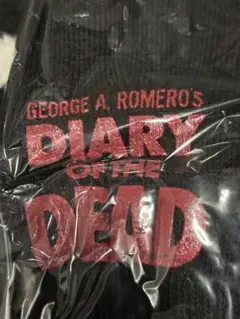 GEORGE A. ROMERO'S
DIARY
OF THE
DEAD